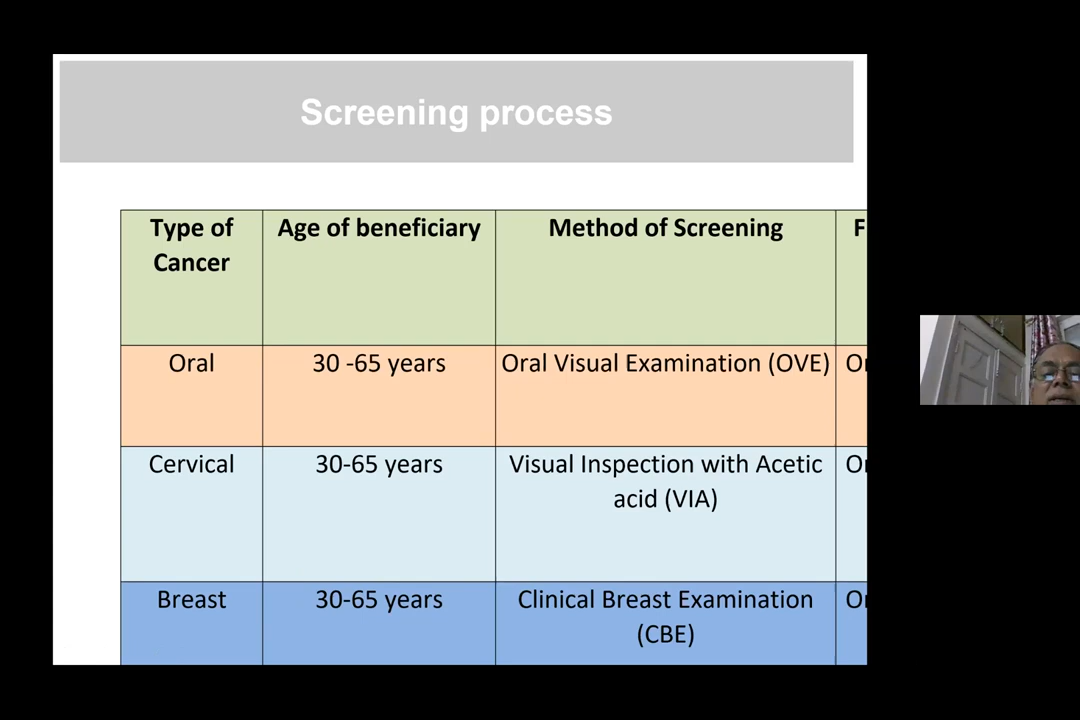 Screening process
Type of Age of beneficiary Method of Screening
Cancer
Oral 30 -65 years Oral Visual Examination (OVE)
Cervical 30-65 years Visual Inspection with Acetic
acid (VIA)
Breast 30-65 years Clinical Breast Examination
(CBE)